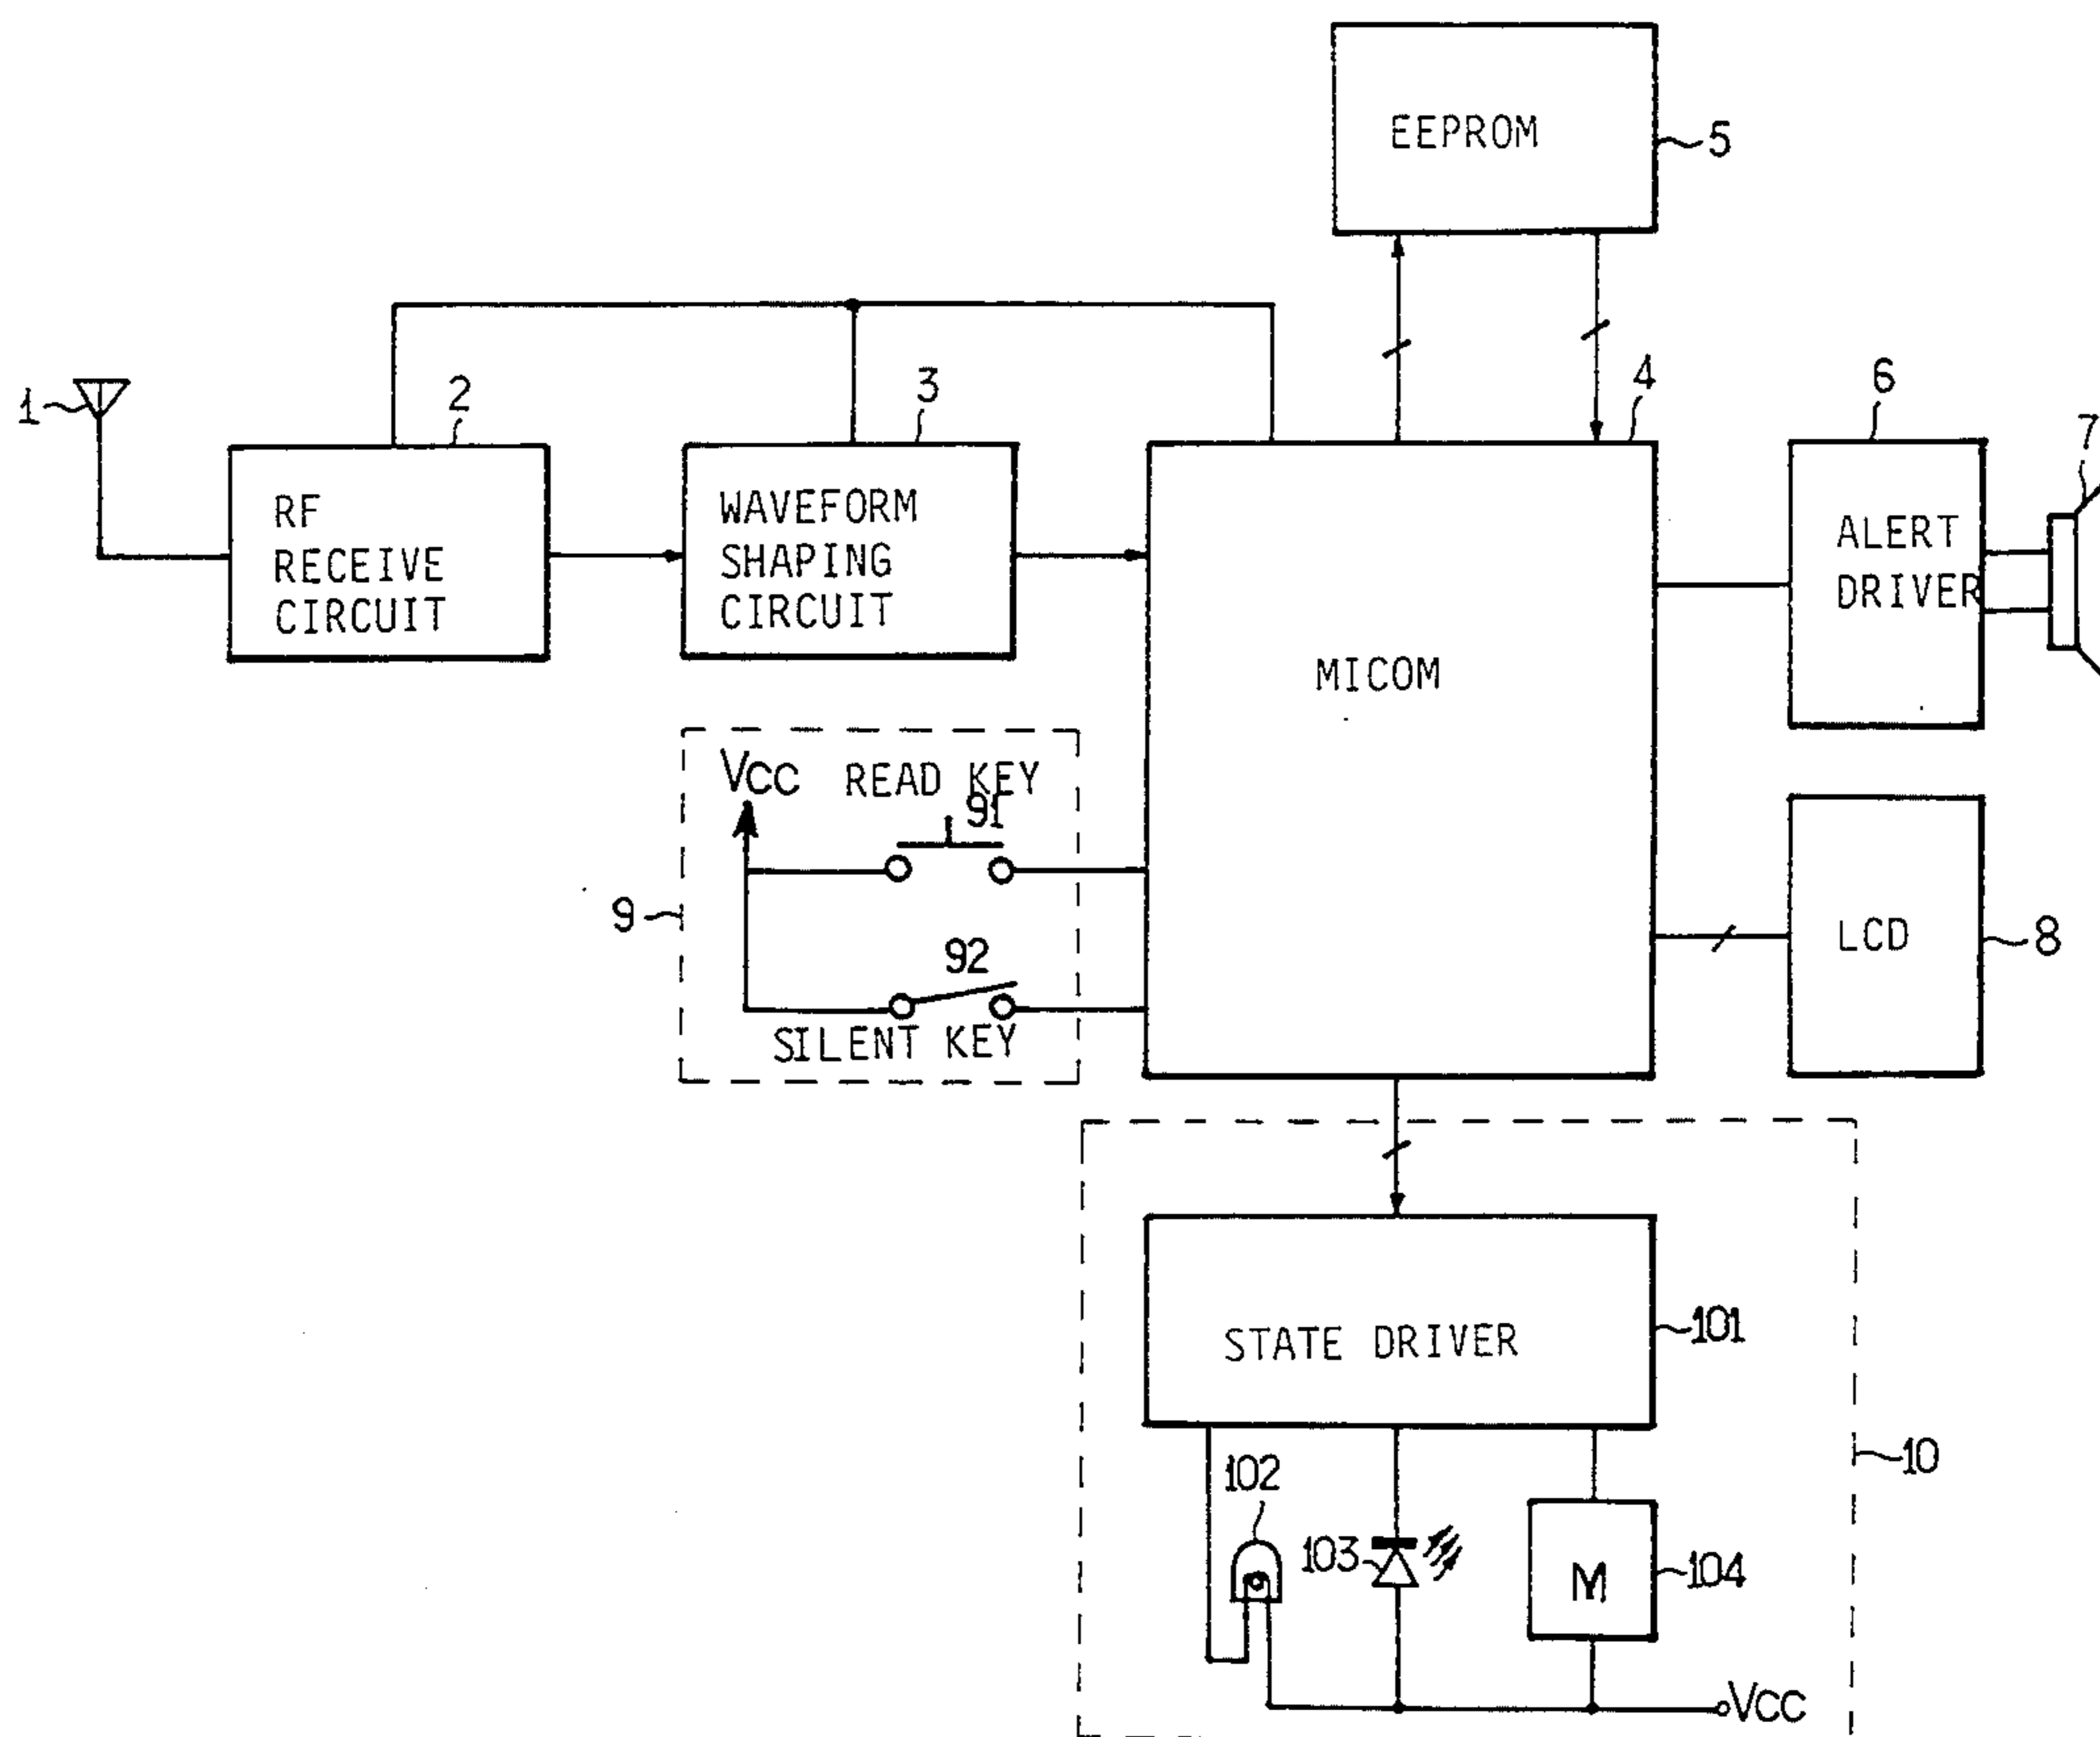 EEPROM
5
1
2
3
4
6
7
RF
RECEIVE
CIRCUIT
WAVEFORM
SHAPING
CIRCUIT
MICOM
ALERT
DRIVER
9
VCC READ KEY
91
92
SILENT KEY
LCD
8
STATE DRIVER
101
10
102
103
M
104
VCC